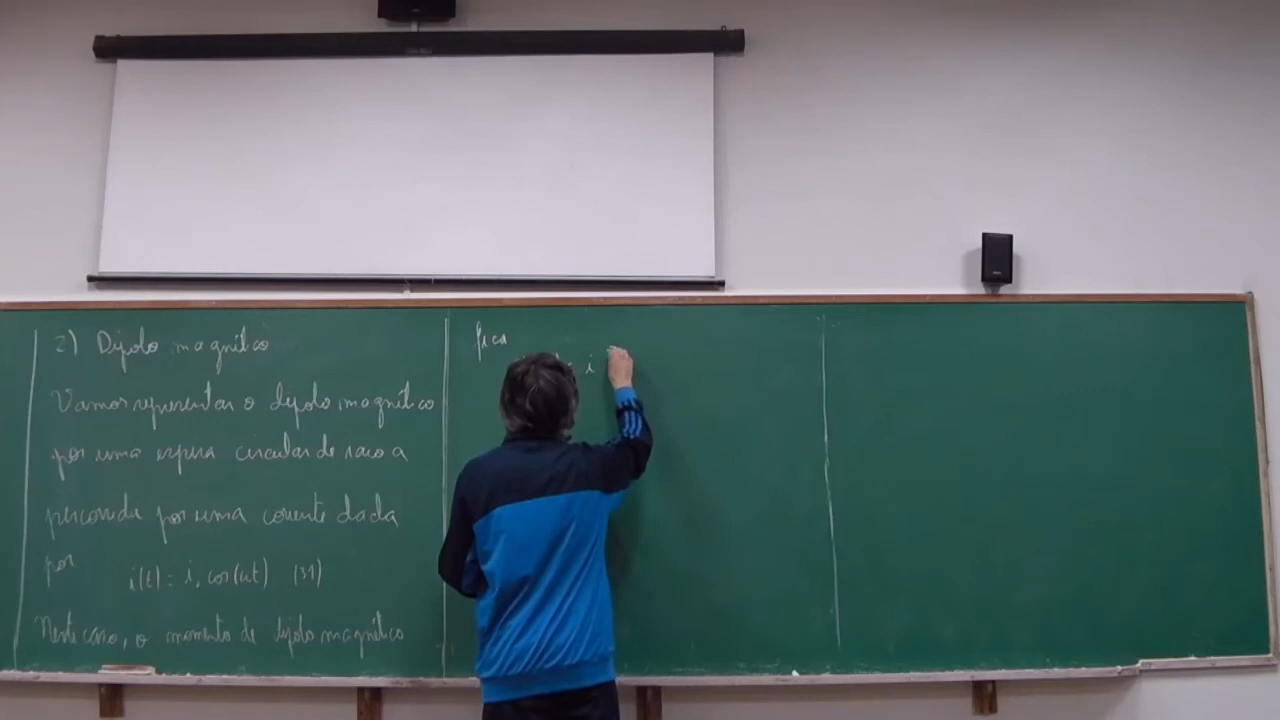 2) Dipolo magnético
Vamos representar o dipolo magnético
por uma espira circular de raio a
percorrida por uma corrente dada
por
i(t) = i₀ cos(ωt) (31)
Neste caso, o momento de dipolo magnético
fica
i